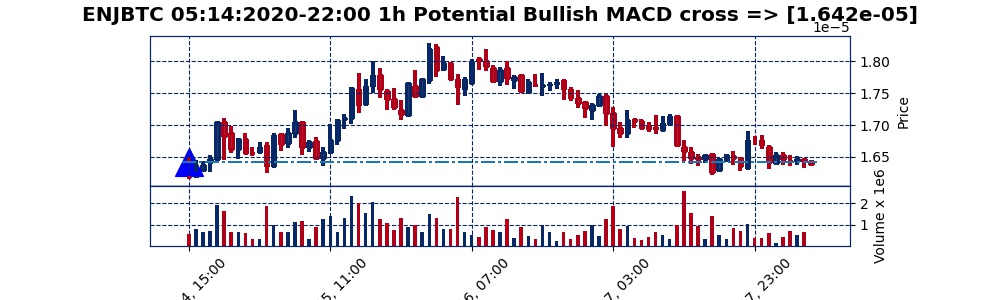 ENJBTC 05:14:2020-22:00 1h Potential Bullish MACD cross => [1.642e-05]
1e−5
1.80
1.75
1.70
1.65
Price
2
1
Volume x 1e6
4, 15:00
5, 11:00
6, 07:00
7, 03:00
7, 23:00